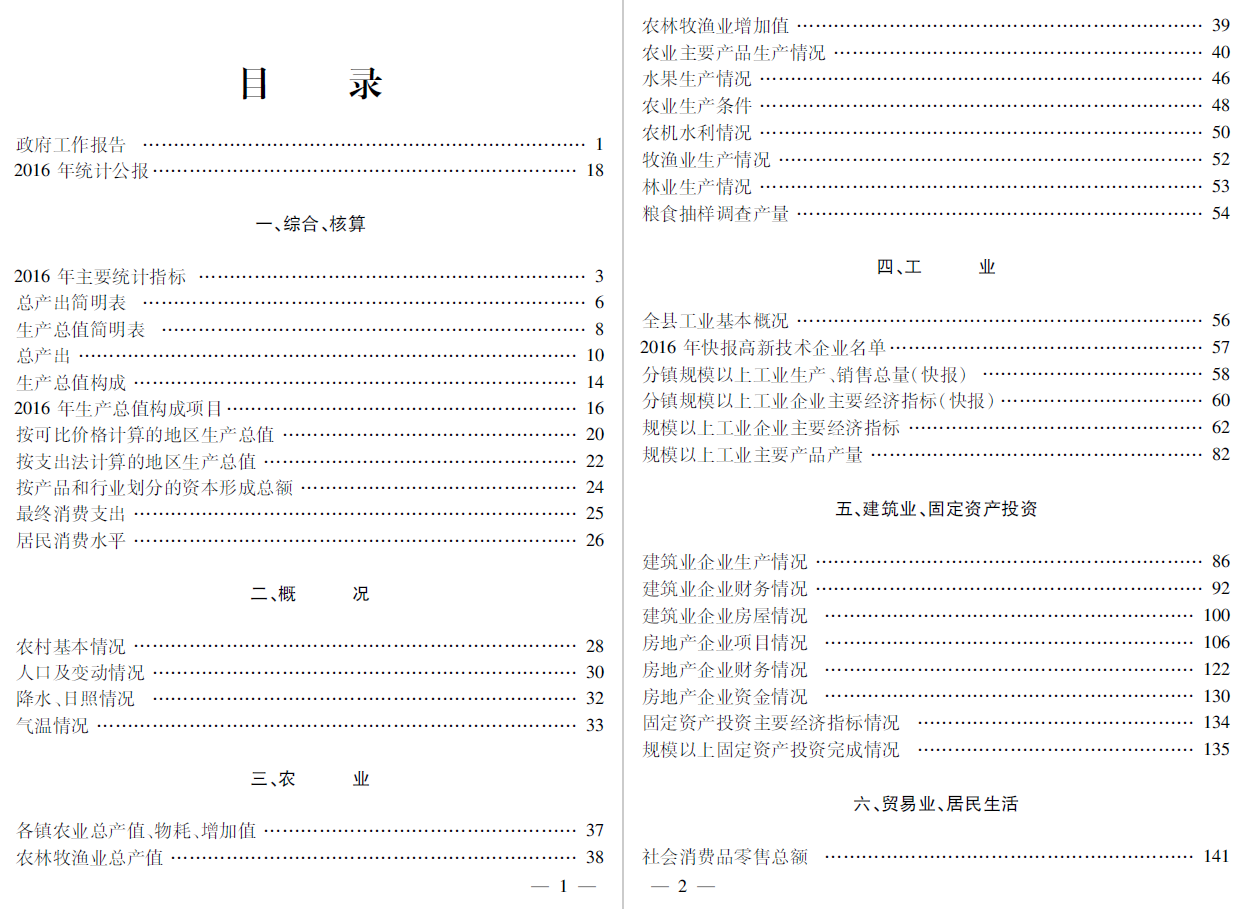 目 录
政府工作报告 …………………………………………………………… 1
2016 年统计公报 …………………………………………………………… 18
一、综合、核算
2016 年主要统计指标 …………………………………………………………… 3
总产出简明表 …………………………………………………………… 6
生产总值简明表 …………………………………………………………… 8
总产出 …………………………………………………………… 10
生产总值构成 …………………………………………………………… 14
2016 年生产总值构成项目 …………………………………………………………… 16
按可比价格计算的地区生产总值 …………………………………………………………… 20
按支出法计算的地区生产总值 …………………………………………………………… 22
按产品和行业划分的资本形成总额 …………………………………………………………… 24
最终消费支出 …………………………………………………………… 25
居民消费水平 …………………………………………………………… 26
二、概 况
农村基本情况 …………………………………………………………… 28
人口及变动情况 …………………………………………………………… 30
降水、日照情况 …………………………………………………………… 32
气温情况 …………………………………………………………… 33
三、农 业
各镇农业总产值、物耗、增加值 …………………………………………………………… 37
农林牧渔业总产值 …………………………………………………………… 38
— 1 —
农林牧渔业增加值 …………………………………………………………… 39
农业主要产品生产情况 …………………………………………………………… 40
水果生产情况 …………………………………………………………… 46
农业生产条件 …………………………………………………………… 48
农机水利情况 …………………………………………………………… 50
牧渔业生产情况 …………………………………………………………… 52
林业生产情况 …………………………………………………………… 53
粮食抽样调查产量 …………………………………………………………… 54
四、工 业
全县工业基本概况 …………………………………………………………… 56
2016 年快报高新技术企业名单 …………………………………………………………… 57
分镇规模以上工业生产、销售总量(快报) …………………………………………………………… 58
分镇规模以上工业企业主要经济指标(快报) …………………………………………………………… 60
规模以上工业企业主要经济指标 …………………………………………………………… 62
规模以上工业主要产品产量 …………………………………………………………… 82
五、建筑业、固定资产投资
建筑业企业生产情况 …………………………………………………………… 86
建筑业企业财务情况 …………………………………………………………… 92
建筑业企业房屋情况 …………………………………………………………… 100
房地产企业项目情况 …………………………………………………………… 106
房地产企业财务情况 …………………………………………………………… 122
房地产企业资金情况 …………………………………………………………… 130
固定资产投资主要经济指标情况 …………………………………………………………… 134
规模以上固定资产投资完成情况 …………………………………………………………… 135
六、贸易业、居民生活
社会消费品零售总额 …………………………………………………………… 141
— 2 —